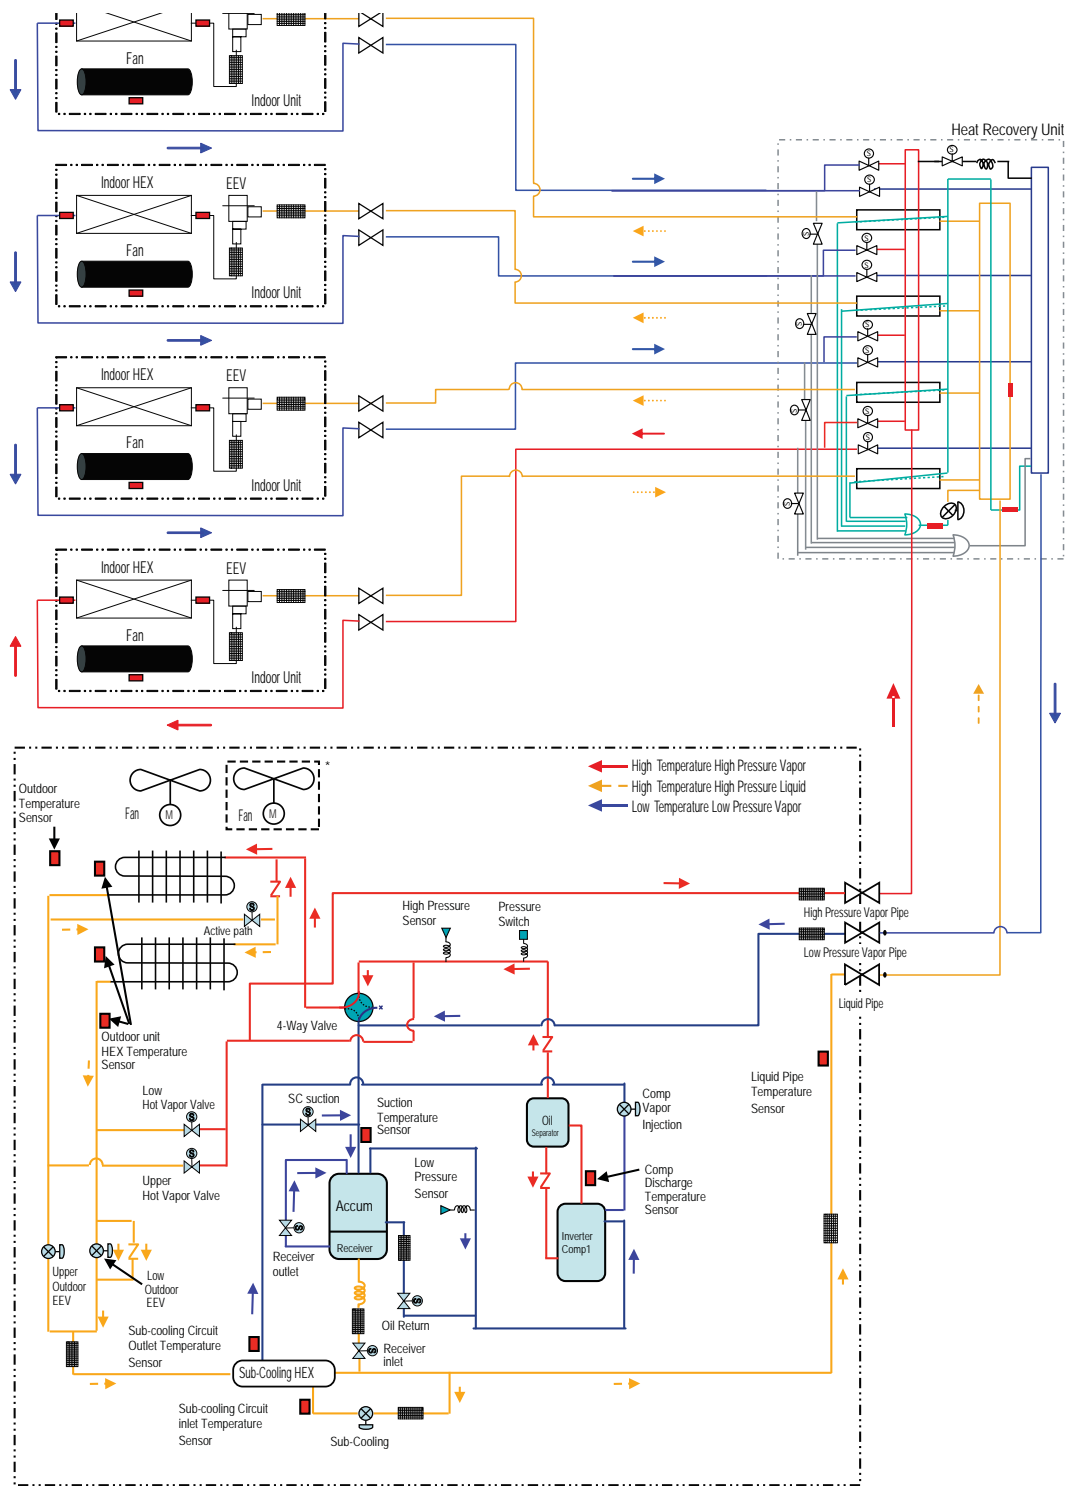 Fan
Indoor Unit
Heat Recovery Unit
S
S
Indoor HEX
EEV
Fan
Indoor Unit
S
S
S
S
Indoor HEX
EEV
Fan
Indoor Unit
S
S
S
S
S
S
S
Indoor HEX
EEV
Fan
Indoor Unit
High Temperature High Pressure Vapor
High Temperature High Pressure Liquid
Low Temperature Low Pressure Vapor
*
Outdoor
Temperature
Sensor
Fan
M
Fan
M
S
Active path
High Pressure
Sensor
Pressure
Switch
High Pressure Vapor Pipe
Low Pressure Vapor Pipe
Liquid Pipe
4-Way Valve
Outdoor unit
HEX Temperature
Sensor
Liquid Pipe
Temperature
Sensor
Low
Hot Vapor Valve
S
SC suction
S
Suction
Temperature
Sensor
Oil
Separator
Comp
Vapor
Injection
S
Upper
Hot Vapor Valve
Low
Pressure
Sensor
Comp
Discharge
Temperature
Sensor
Accum
Receiver
S
Receiver
outlet
Inverter
Comp1
Upper
Outdoor
EEV
Low
Outdoor
EEV
S
Oil Return
Sub-cooling Circuit
Outlet Temperature
Sensor
S
Receiver
inlet
Sub-Cooling HEX
Sub-cooling Circuit
inlet Temperature
Sensor
Sub-Cooling